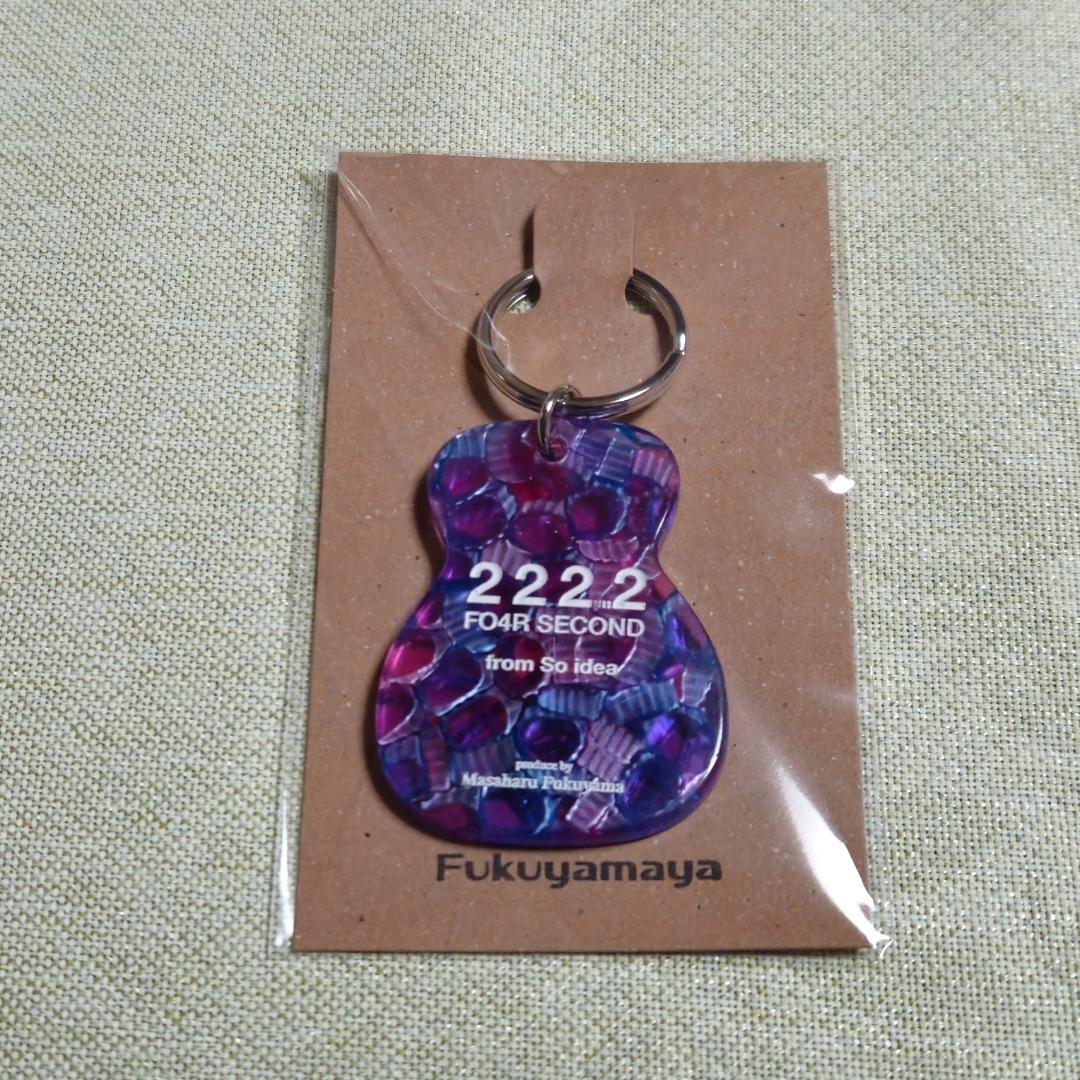 2222
FO4R SECOND
from So idea
produce by
Masaharu Fukuyama
Fukuyamaya